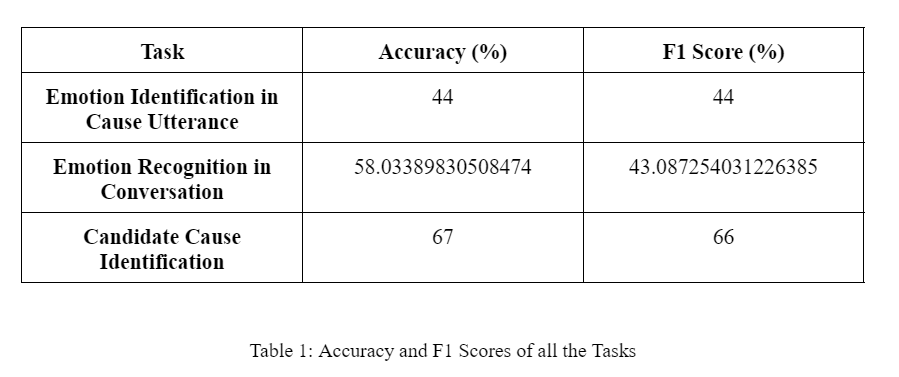 Task Accuracy (%) F1 Score (%)
Emotion Identification in
Cause Utterance
44 44
Emotion Recognition in
Conversation
58.03389830508474 43.087254031226385
Candidate Cause
Identification
67 66
Table 1: Accuracy and F1 Scores of all the Tasks